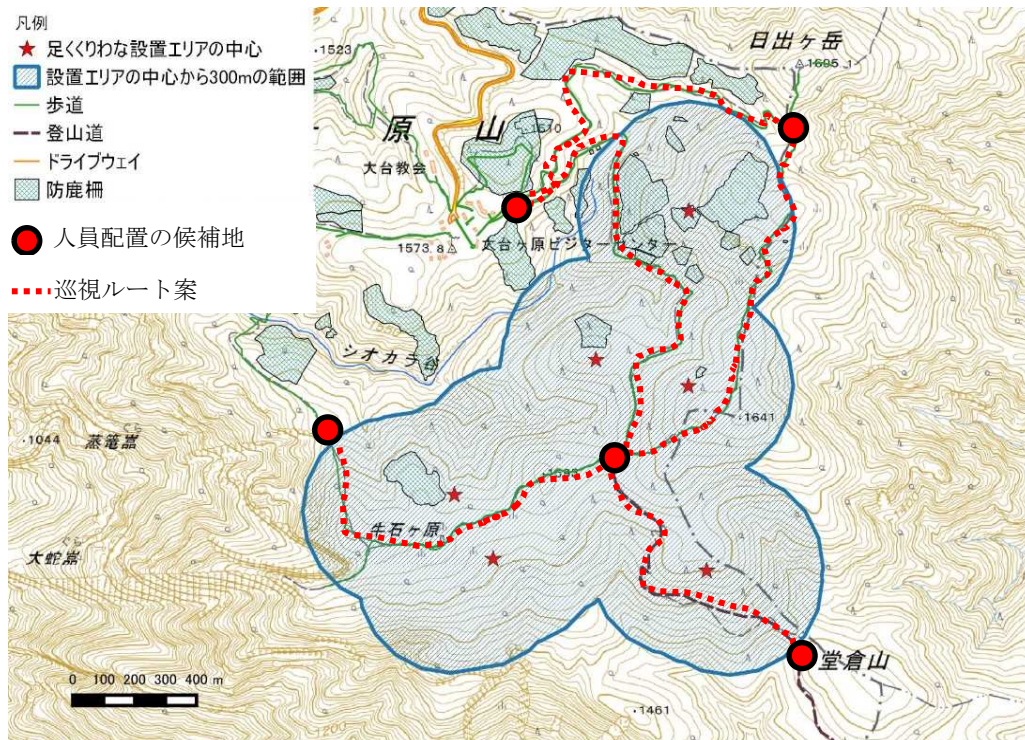 凡例
足くくりわな設置エリアの中心
設置エリアの中心から300mの範囲
歩道
登山道
ドライブウェイ
防鹿柵
人員配置の候補地
巡視ルート案
1523
日出ヶ岳
1695.1
原
山
1610
大台教会
1573.8
大台ヶ原ビジターセンター
シオカラ谷
1044
蒸篭嵓
ぐら
1641
牛石ヶ原
大蛇嵓
ぐら
堂倉山
0 100 200 300 400 m
1461
1200